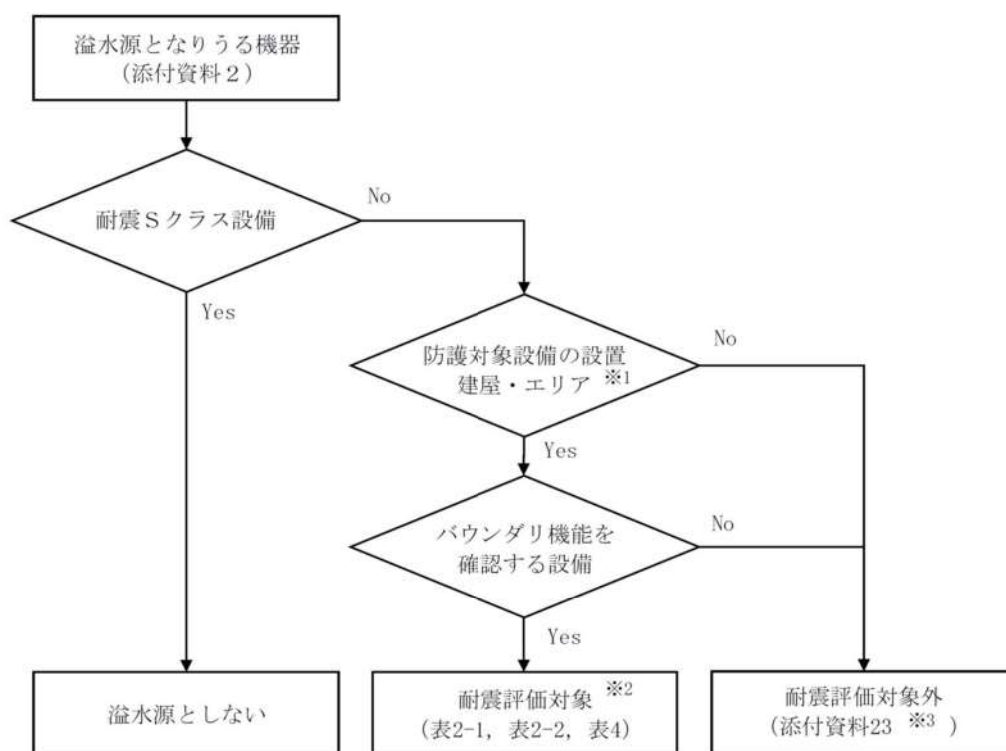 溢水源となりうる機器
(添付資料2)
耐震Sクラス設備
No
Yes
防護対象設備の設置
建屋・エリア ※1
No
Yes
バウンダリ機能を
確認する設備
No
Yes
溢水源としない
耐震評価対象 ※2
(表2-1, 表2-2, 表4)
耐震評価対象外
(添付資料23 ※3 )